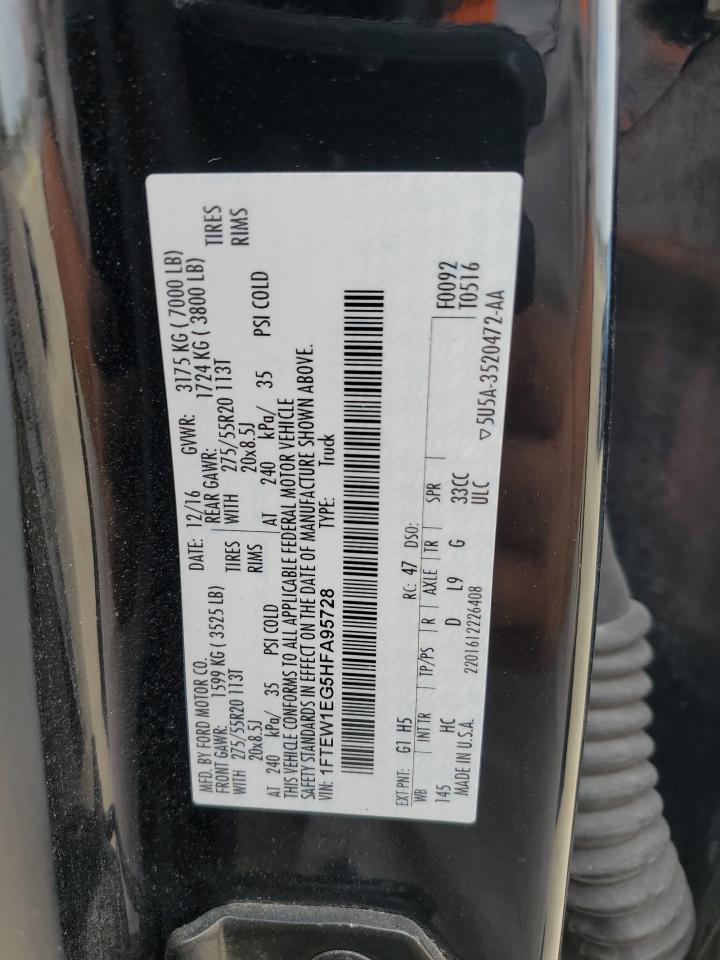 MFD. BY FORD MOTOR CO.
DATE: 12/16 GVWR: 3175 KG ( 7000 LB)
FRONT GAWR: 1599 KG ( 3525 LB) REAR GAWR: 1724 KG ( 3800 LB)
WITH 275/55R20 113T TIRES WITH 275/55R20 113T TIRES
20x8.5J RIMS 20x8.5J RIMS
AT 240 kPa/ 35 PSI COLD AT 240 kPa/ 35 PSI COLD
THIS VEHICLE CONFORMS TO ALL APPLICABLE FEDERAL MOTOR VEHICLE
SAFETY STANDARDS IN EFFECT ON THE DATE OF MANUFACTURE SHOWN ABOVE.
VIN: 1FTEW1EG5HFA95728 TYPE: Truck
EXT PNT: G1 H5 RC: 47 DSO: F0092
WB INT TR TP/PS R AXLE TR SPR T0516
145 HC D L9 G 33CC
MADE IN U.S.A. 2201612226408 ULC ▽5U5A-3520472-AA